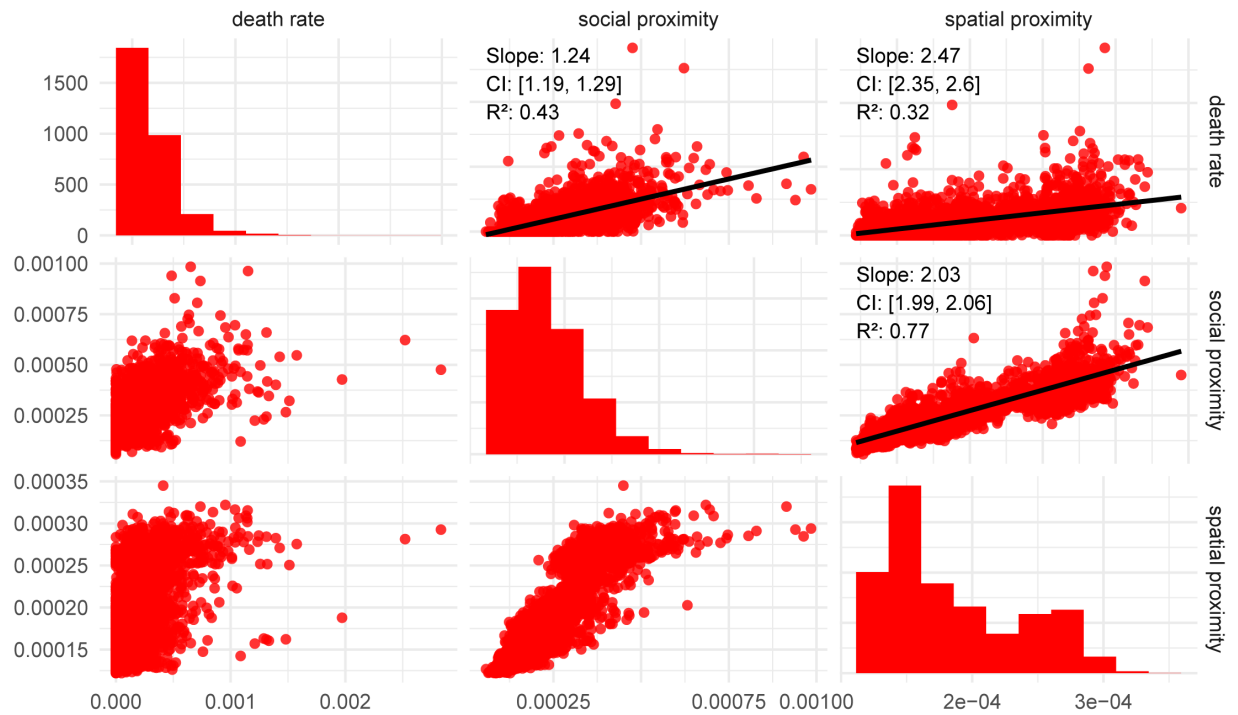 death rate
social proximity
spatial proximity
1500
1000
500
0
Slope: 1.24
CI: [1.19, 1.29]
R²: 0.43
Slope: 2.47
CI: [2.35, 2.6]
R²: 0.32
death rate
0.00100
0.00075
0.00050
0.00025
Slope: 2.03
CI: [1.99, 2.06]
R²: 0.77
social proximity
0.00035
0.00030
0.00025
0.00020
0.00015
spatial proximity
0.000
0.001
0.002
0.00025
0.00075
0.00100
2e−04
3e−04